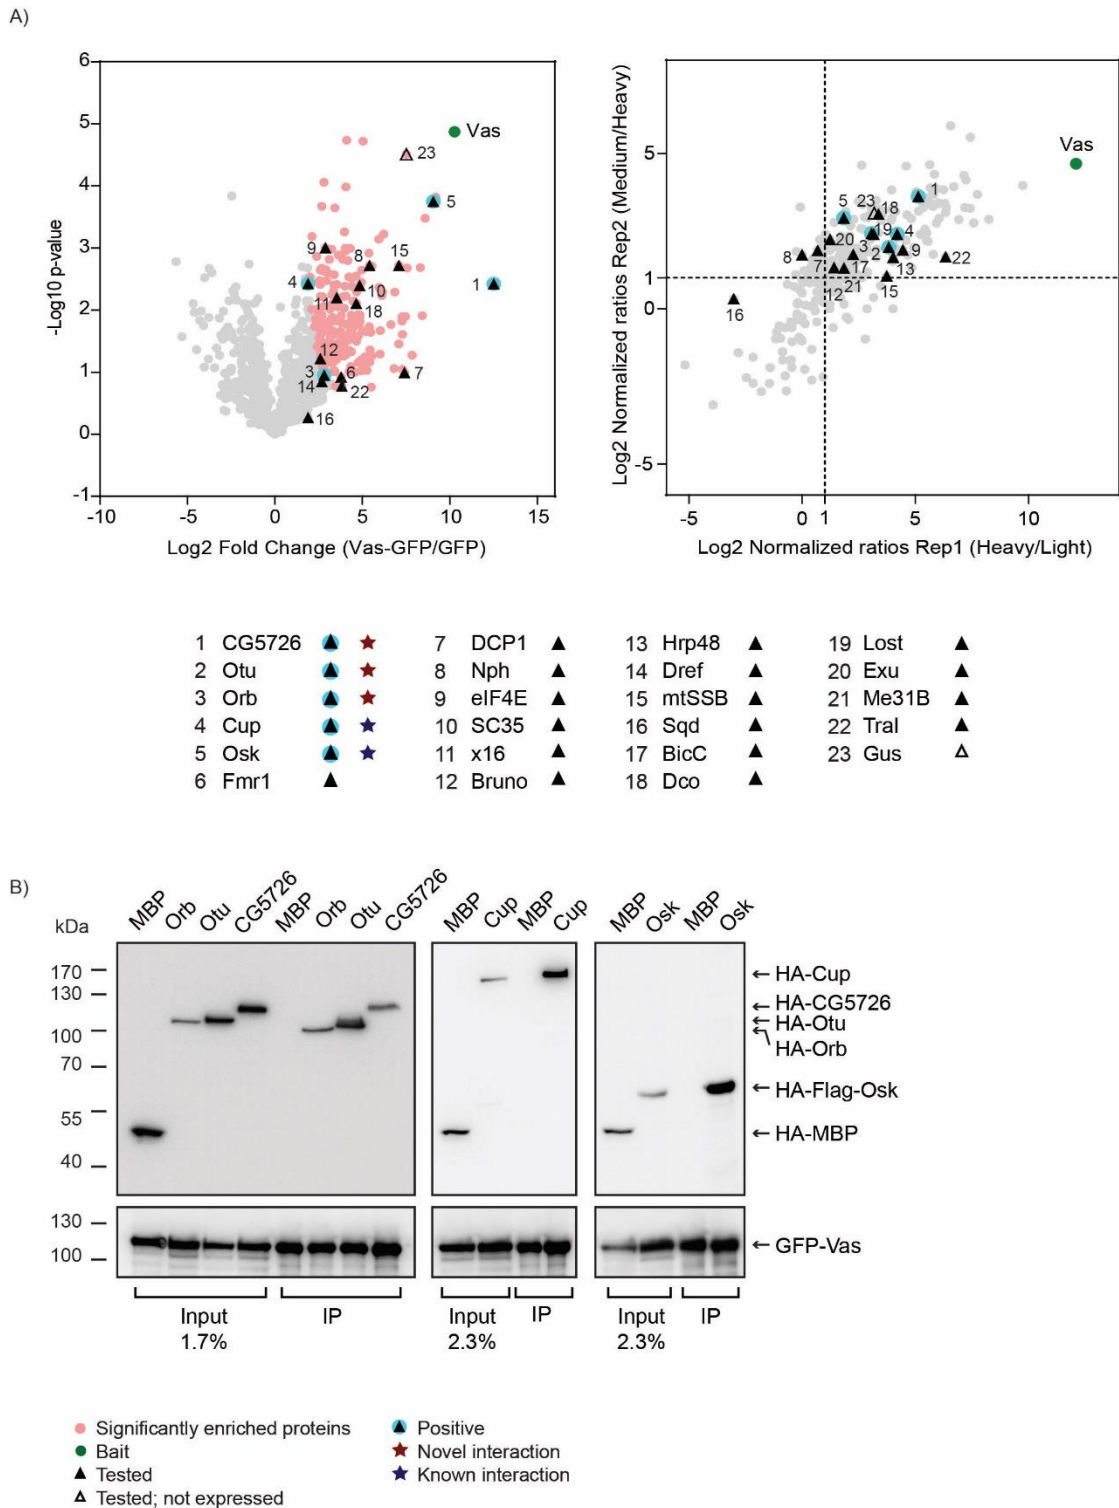 A)
6
5
4
3
2
1
0
-1
-Log10 p-value
-10 -5 0 5 10 15
Log2 Fold Change (Vas-GFP/GFP)
Vas
23
5
9
8
15
4
10
1
11
18
12
3
6
7
14
22
16
Log2 Normalized ratios Rep2 (Medium/Heavy)
5
1
0
-5
-5 0 1 5 10
Log2 Normalized ratios Rep1 (Heavy/Light)
Vas
1
5 23 18
19 4
20 3
8 7 2 9 22
17 13
12 21 15
16
1 CG5726 7 DCP1 13 Hrp48 19 Lost
2 Otu 8 Nph 14 Dref 20 Exu
3 Orb 9 eIF4E 15 mtSSB 21 Me31B
4 Cup 10 SC35 16 Sqd 22 Tral
5 Osk 11 x16 17 BicC 23 Gus
6 Fmr1 12 Bruno 18 Dco
B)
kDa MBP Orb Otu CG5726 MBP Orb Otu CG5726 MBP Cup MBP Cup MBP Osk MBP Osk
170
130
100
70
55
40
← HA-Cup
← HA-CG5726
← HA-Otu
← HA-Orb
← HA-Flag-Osk
← HA-MBP
130
100
← GFP-Vas
Input IP Input IP Input IP
1.7% 2.3% 2.3%
Significantly enriched proteins Positive
Bait Novel interaction
Tested Known interaction
Tested; not expressed